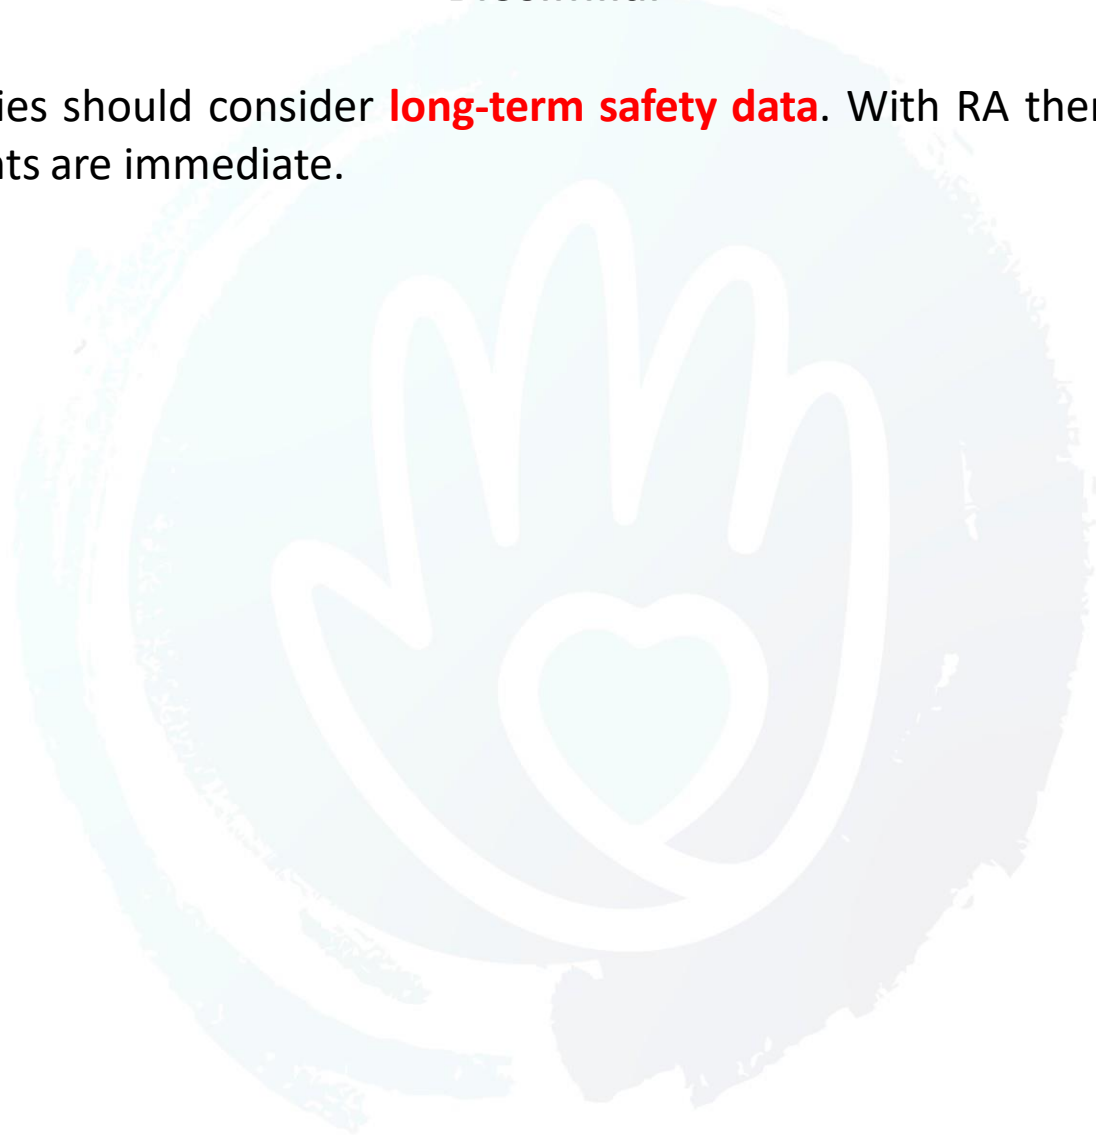 ies should consider long-term safety data. With RA ther
nts are immediate.